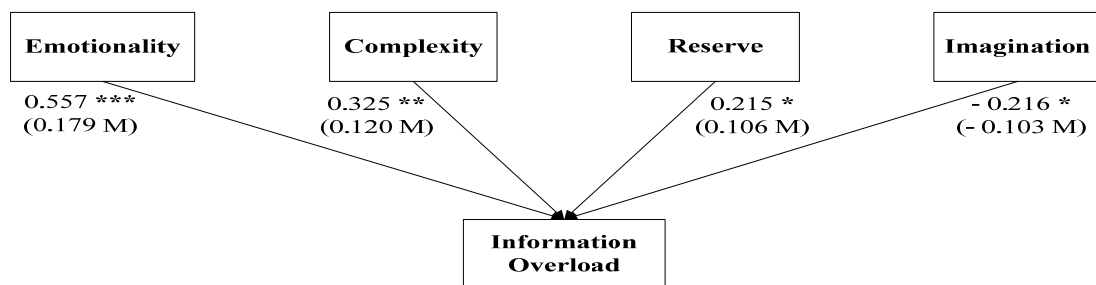 Emotionality
Complexity
Reserve
Imagination
0.557 ***
(0.179 M)
0.325 **
(0.120 M)
0.215 *
(0.106 M)
- 0.216 *
(- 0.103 M)
Information
Overload